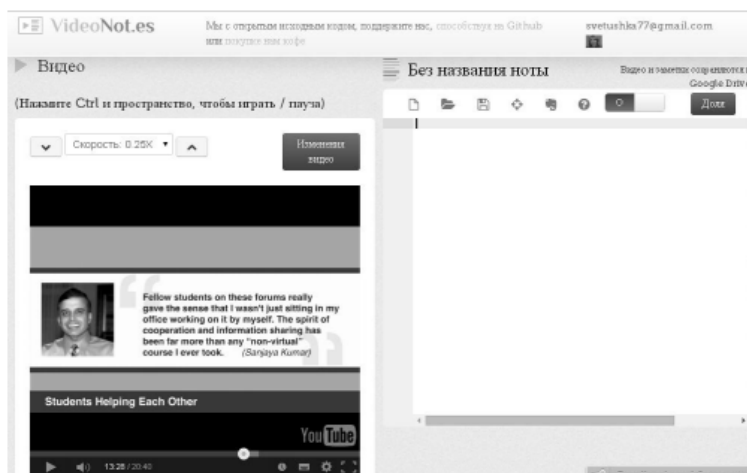 VideoNot.es
Мы с открытым исходным кодом, поддержите нас, способствуя на Github
или покупке нам кофе
svetushka77@gmail.com
Видео
(Нажмите Ctrl и пространство, чтобы играть / пауза)
Скорость: 0.25X
Изменения
видео
Fellow students on these forums really
gave the sense that I wasn't just sitting in my
office working on it by myself. The spirit of
cooperation and information sharing has
been far more than any "non-virtual"
course I ever took. (Sanjaya Kumar)
Students Helping Each Other
YouTube
13:28 / 20:40
Без названия ноты
Видео и заметки сохраняются в
Google Drive
Доля